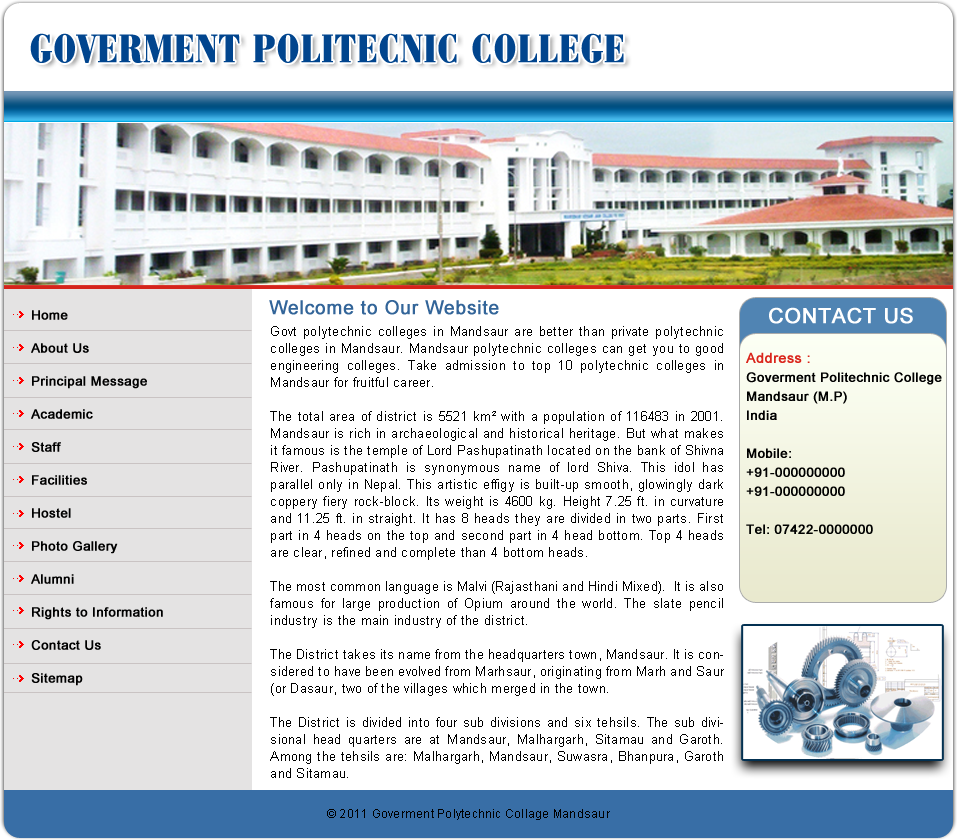 GOVERMENT POLITECNIC COLLEGE
Home
About Us
Principal Message
Academic
Staff
Facilities
Hostel
Photo Gallery
Alumni
Rights to Information
Contact Us
Sitemap
Welcome to Our Website
Govt polytechnic colleges in Mandsaur are better than private polytechnic
colleges in Mandsaur. Mandsaur polytechnic colleges can get you to good
engineering colleges. Take admission to top 10 polytechnic colleges in
Mandsaur for fruitful career.
The total area of district is 5521 km² with a population of 116483 in 2001.
Mandsaur is rich in archaeological and historical heritage. But what makes
it famous is the temple of Lord Pashupatinath located on the bank of Shivna
River. Pashupatinath is synonymous name of lord Shiva. This idol has
parallel only in Nepal. This artistic effigy is built-up smooth, glowingly dark
coppery fiery rock-block. Its weight is 4600 kg. Height 7.25 ft. in curvature
and 11.25 ft. in straight. It has 8 heads they are divided in two parts. First
part in 4 heads on the top and second part in 4 head bottom. Top 4 heads
are clear, refined and complete than 4 bottom heads.
The most common language is Malvi (Rajasthani and Hindi Mixed). It is also
famous for large production of Opium around the world. The slate pencil
industry is the main industry of the district.
The District takes its name from the headquarters town, Mandsaur. It is con-
sidered to have been evolved from Marhsaur, originating from Marh and Saur
(or Dasaur, two of the villages which merged in the town.
The District is divided into four sub divisions and six tehsils. The sub divi-
sional head quarters are at Mandsaur, Malhargarh, Sitamau and Garoth.
Among the tehsils are: Malhargarh, Mandsaur, Suwasra, Bhanpura, Garoth
and Sitamau.
CONTACT US
Address :
Goverment Politechnic College
Mandsaur (M.P)
India
Mobile:
+91-000000000
+91-000000000
Tel: 07422-0000000
© 2011 Goverment Polytechnic Collage Mandsaur